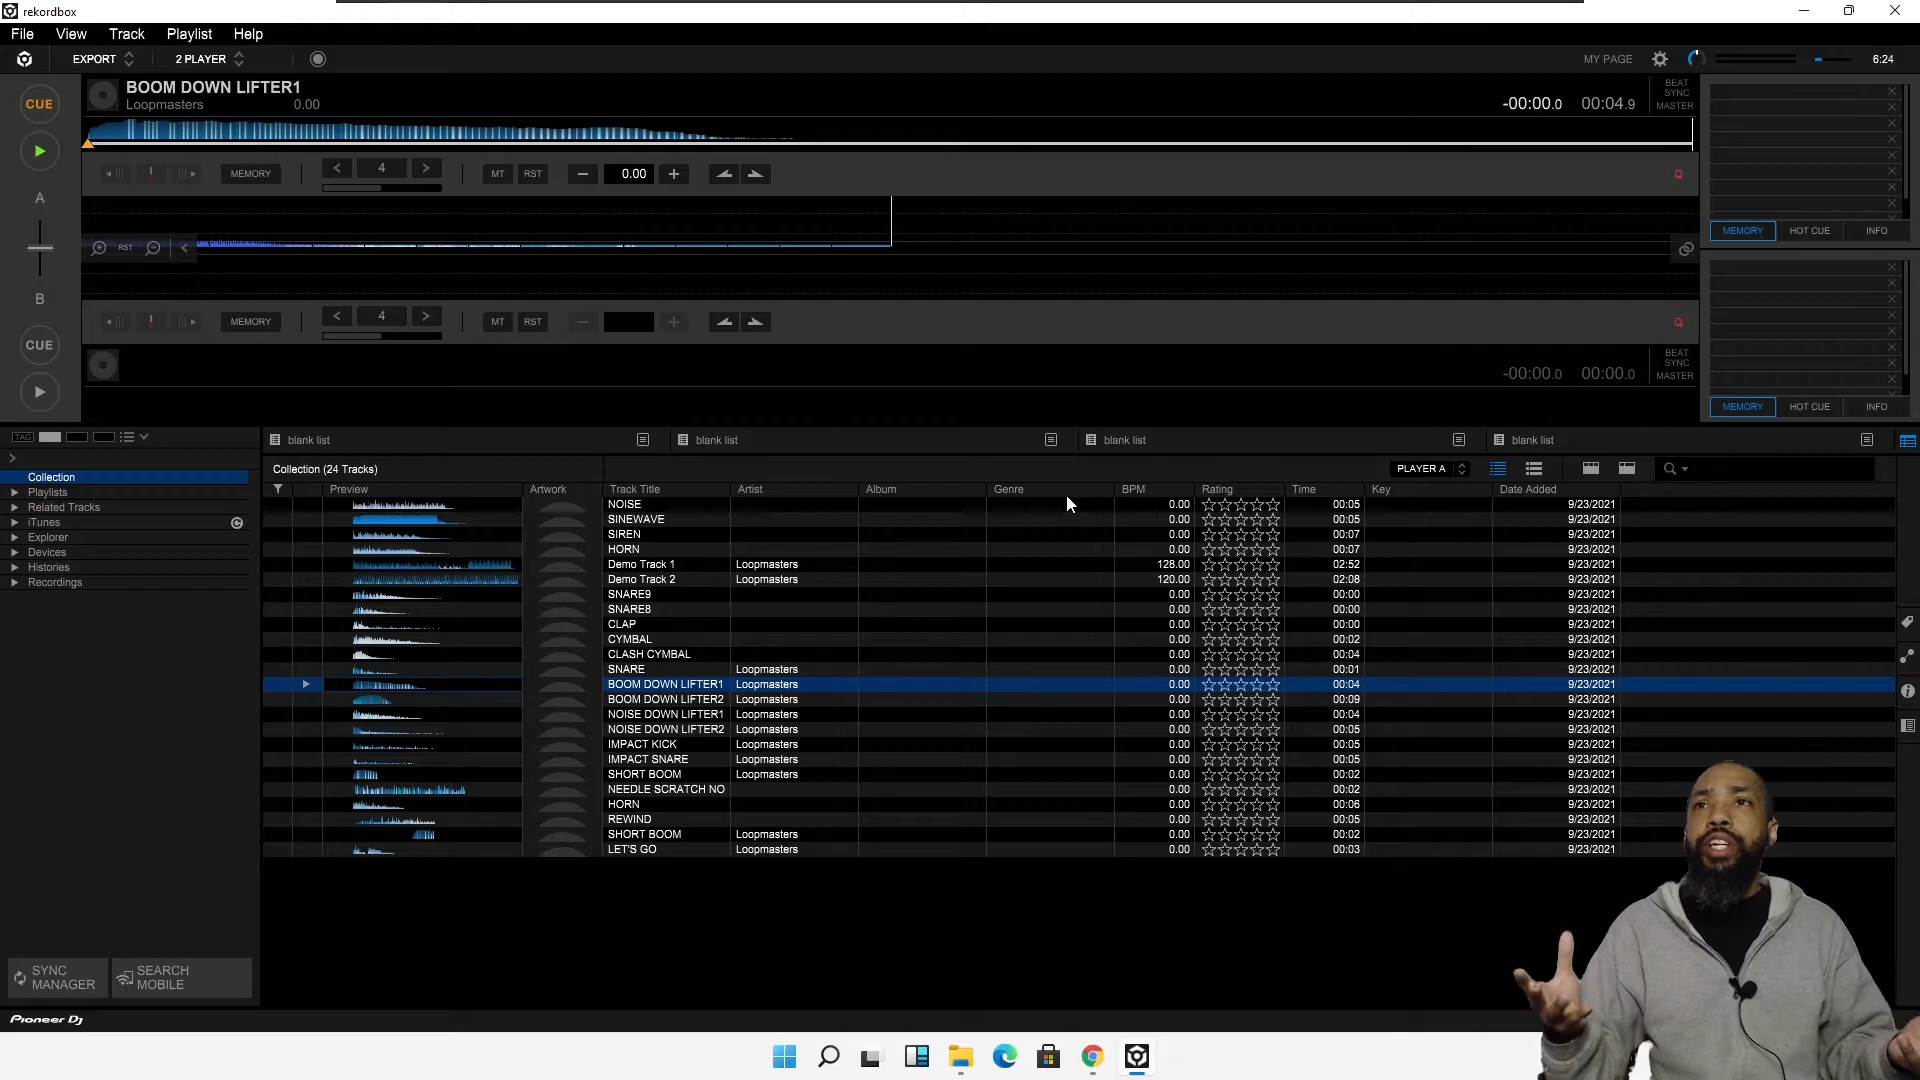 rekordbox
File View Track Playlist Help
EXPORT 2 PLAYER MY PAGE 6:24
BOOM DOWN LIFTER1
Loopmasters 0.00
-00:00.0 00:04.9
BEAT
SYNC
MASTER
CUE
MEMORY < 4 > MT RST − 0.00 + Q
A
RST <
B
MEMORY HOT CUE INFO
MEMORY < 4 > MT RST − + Q
CUE
-00:00.0 00:00.0
BEAT
SYNC
MASTER
MEMORY HOT CUE INFO
TAG
blank list blank list blank list blank list
Collection (24 Tracks) PLAYER A
Collection
Playlists
Related Tracks
iTunes
Explorer
Devices
Histories
Recordings
Preview Artwork Track Title Artist Album Genre BPM Rating Time Key Date Added
NOISE 0.00 00:05 9/23/2021
SINEWAVE 0.00 00:05 9/23/2021
SIREN 0.00 00:07 9/23/2021
HORN 0.00 00:07 9/23/2021
Demo Track 1 Loopmasters 128.00 02:52 9/23/2021
Demo Track 2 Loopmasters 120.00 02:08 9/23/2021
SNARE9 0.00 00:00 9/23/2021
SNARE8 0.00 00:00 9/23/2021
CLAP 0.00 00:00 9/23/2021
CYMBAL 0.00 00:02 9/23/2021
CLASH CYMBAL 0.00 00:04 9/23/2021
SNARE Loopmasters 0.00 00:01 9/23/2021
BOOM DOWN LIFTER1 Loopmasters 0.00 00:04 9/23/2021
BOOM DOWN LIFTER2 Loopmasters 0.00 00:09 9/23/2021
NOISE DOWN LIFTER1 Loopmasters 0.00 00:04 9/23/2021
NOISE DOWN LIFTER2 Loopmasters 0.00 00:05 9/23/2021
IMPACT KICK Loopmasters 0.00 00:05 9/23/2021
IMPACT SNARE Loopmasters 0.00 00:05 9/23/2021
SHORT BOOM Loopmasters 0.00 00:02 9/23/2021
NEEDLE SCRATCH NO 0.00 00:02 9/23/2021
HORN 0.00 00:06 9/23/2021
REWIND 0.00 00:05 9/23/2021
SHORT BOOM Loopmasters 0.00 00:02 9/23/2021
LET'S GO Loopmasters 0.00 00:03 9/23/2021
SYNC
MANAGER
SEARCH
MOBILE
Pioneer Dj